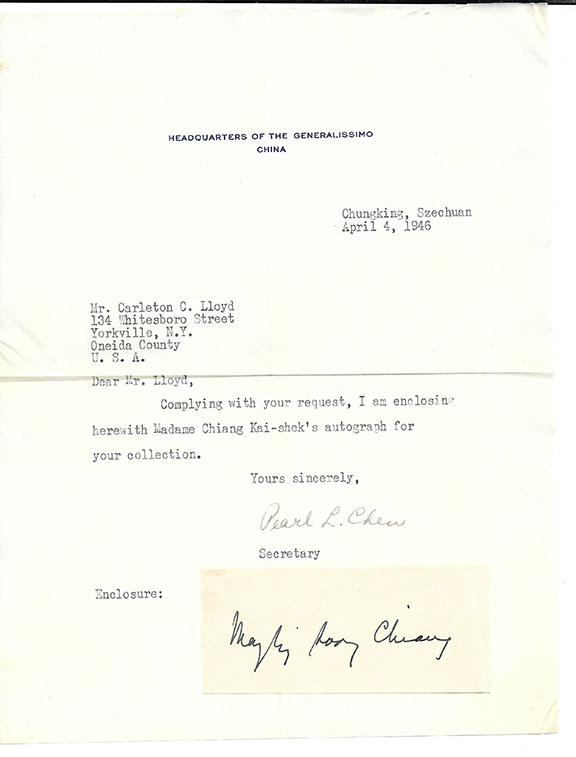 HEADQUARTERS OF THE GENERALISSIMO
CHINA
Chungking, Szechuan
April 4, 1946
Mr. Carleton C. Lloyd
134 Whitesboro Street
Yorkville, N.Y.
Oneida County
U. S. A.
Dear Mr. Lloyd,
Complying with your request, I am enclosing
herewith Madame Chiang Kai-shek's autograph for
your collection.
Yours sincerely,
Pearl L. Chen
Secretary
Enclosure:
Mayling Soong Chiang